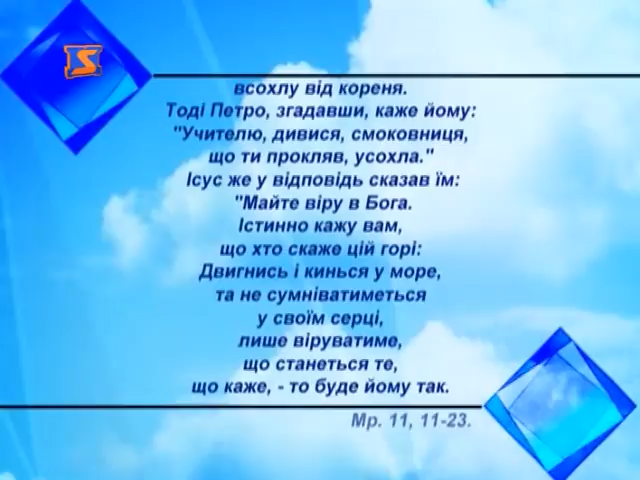 всохлу від кореня.
Тоді Петро, згадавши, каже йому:
"Учителю, дивися, смоковниця,
що ти прокляв, усохла."
Ісус же у відповідь сказав їм:
"Майте віру в Бога.
Істинно кажу вам,
що хто скаже цій горі:
Двигнись і кинься у море,
та не сумніватиметься
у своїм серці,
лише віруватиме,
що станеться те,
що каже, - то буде йому так.
Мр. 11, 11-23.